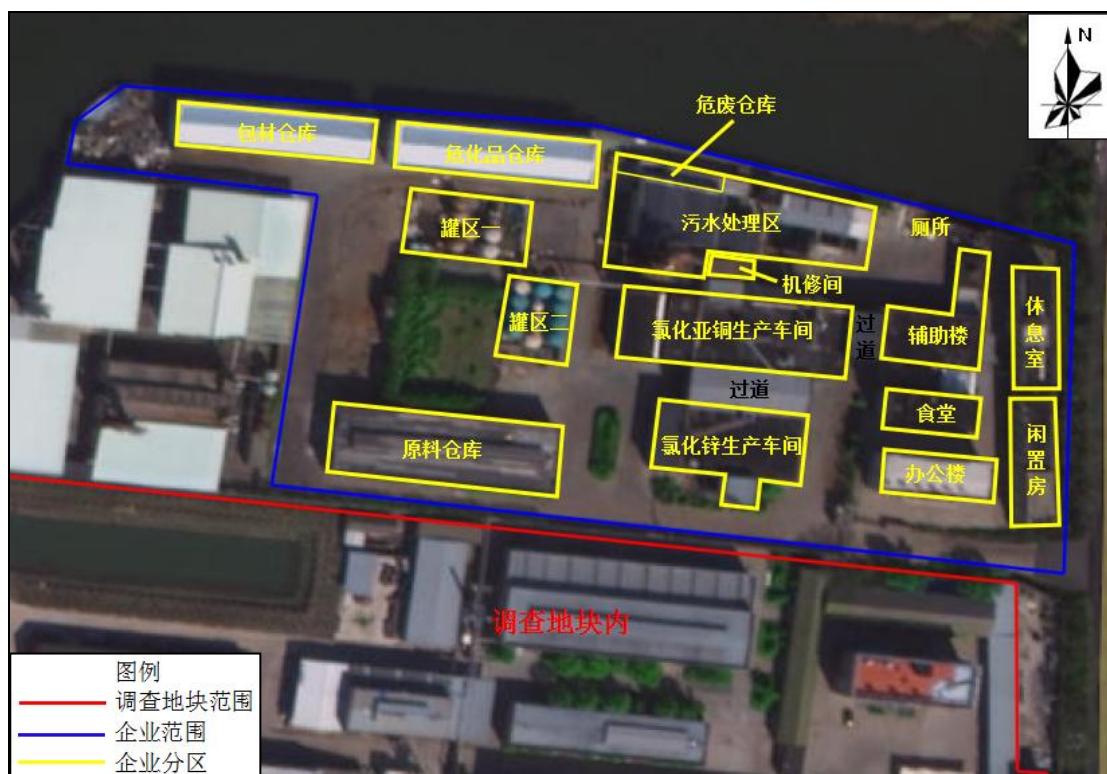 N
危废仓库
包材仓库
危化品仓库
罐区一
污水处理区
厕所
机修间
罐区二
氯化亚铜生产车间
过道
辅助楼
休息室
过道
食堂
原料仓库
氯化锌生产车间
办公楼
闲置房
调查地块内
图例
调查地块范围
企业范围
企业分区